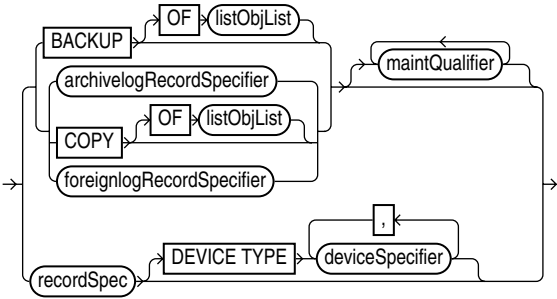 OF listObjList
BACKUP
maintQualifier
archivelogRecordSpecifier
OF listObjList
COPY
foreignlogRecordSpecifier
,
DEVICE TYPE deviceSpecifier
recordSpec